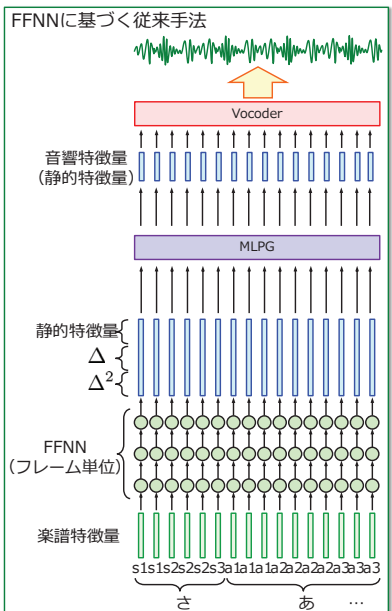 FFNNに基づく従来手法
Vocoder
音響特徴量
（静的特徴量）
MLPG
静的特徴量
Δ
Δ²
FFNN
（フレーム単位）
楽譜特徴量
s1s1s2s2s2s3a1a1a1a2a2a2a3a3a3a3
さ あ …